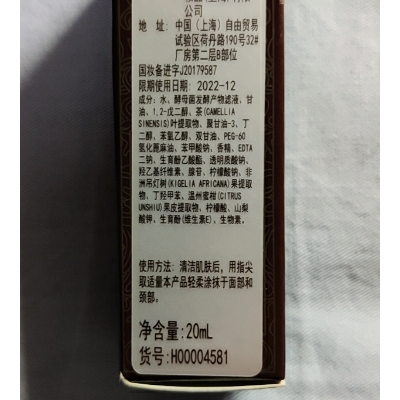 公司
地 址：中国（上海）自由贸易
试验区荷丹路190号32#
厂房第二层B部位
国妆备进字J20179587
限期使用日期：2022-12
成分：水、酵母菌发酵产物滤液、甘
油、1,2-戊二醇、茶(CAMELLIA
SINENSIS)叶提取物、聚甘油-3、丁
二醇、苯氧乙醇、双甘油、PEG-60
氢化蓖麻油、苯甲酸钠、香精、EDTA
二钠、生育酚乙酸酯、透明质酸钠、
羟乙基纤维素、腺苷、柠檬酸钠、非
洲吊灯树(KIGELIA AFRICANA)果提取
物、丁羟甲苯、温州蜜柑(CITRUS
UNSHIU)果皮提取物、柠檬酸、山梨
酸钾、生育酚(维生素E)、生物素。
使用方法：清洁肌肤后，用指尖
取适量本产品轻柔涂抹于面部和
颈部。
净含量:20mL
货号:H00004581